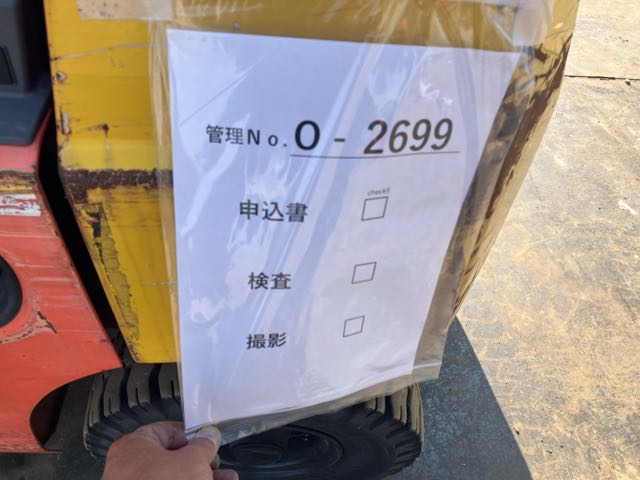 管理No. O - 2699
check!!
申込書 □
検査 □
撮影 □